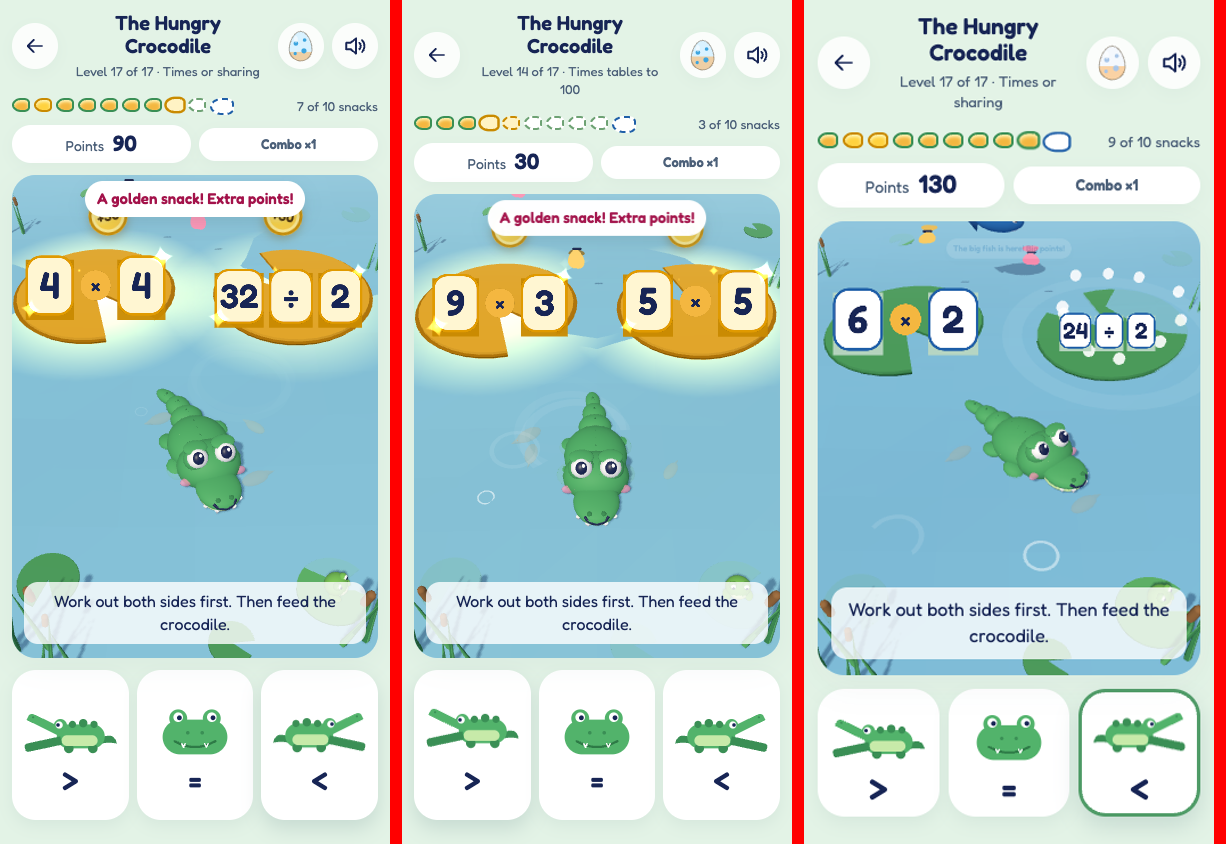 The Hungry
Crocodile
Level 17 of 17 · Times or sharing
7 of 10 snacks
Points 90
Combo ×1
A golden snack! Extra points!
4 × 4
32 ÷ 2
Work out both sides first. Then feed the
crocodile.
>
=
<
The Hungry
Crocodile
Level 14 of 17 · Times tables to
100
3 of 10 snacks
Points 30
Combo ×1
A golden snack! Extra points!
9 × 3
5 × 5
Work out both sides first. Then feed the
crocodile.
>
=
<
The Hungry
Crocodile
Level 17 of 17 · Times or
sharing
9 of 10 snacks
Points 130
Combo ×1
The big fish is here! points!
6 × 2
24 ÷ 2
Work out both sides first. Then feed the
crocodile.
>
=
<